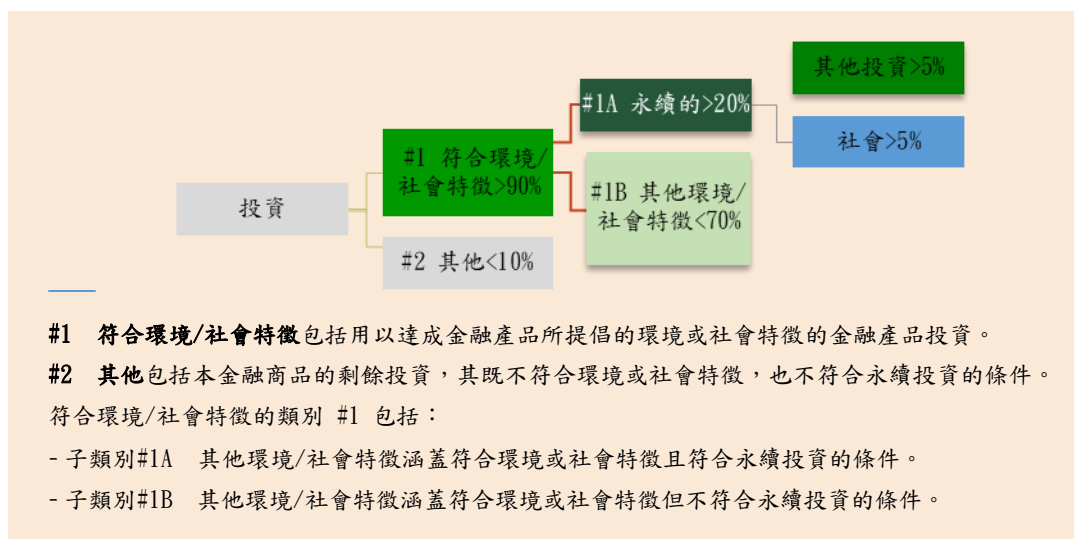 其他投資>5%
#1A 永續的>20%
社會>5%
#1 符合環境/
社會特徵>90%
#1B 其他環境/
社會特徵<70%
投資
#2 其他<10%
#1 符合環境/社會特徵包括用以達成金融產品所提倡的環境或社會特徵的金融產品投資。
#2 其他包括本金融商品的剩餘投資，其既不符合環境或社會特徵，也不符合永續投資的條件。
符合環境/社會特徵的類別 #1 包括：
- 子類別#1A 其他環境/社會特徵涵蓋符合環境或社會特徵且符合永續投資的條件。
- 子類別#1B 其他環境/社會特徵涵蓋符合環境或社會特徵但不符合永續投資的條件。